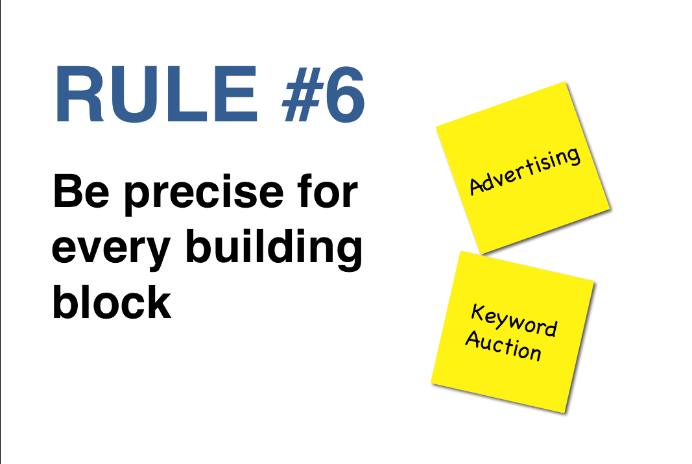 RULE #6
Be precise for
every building
block
Advertising
Keyword
Auction